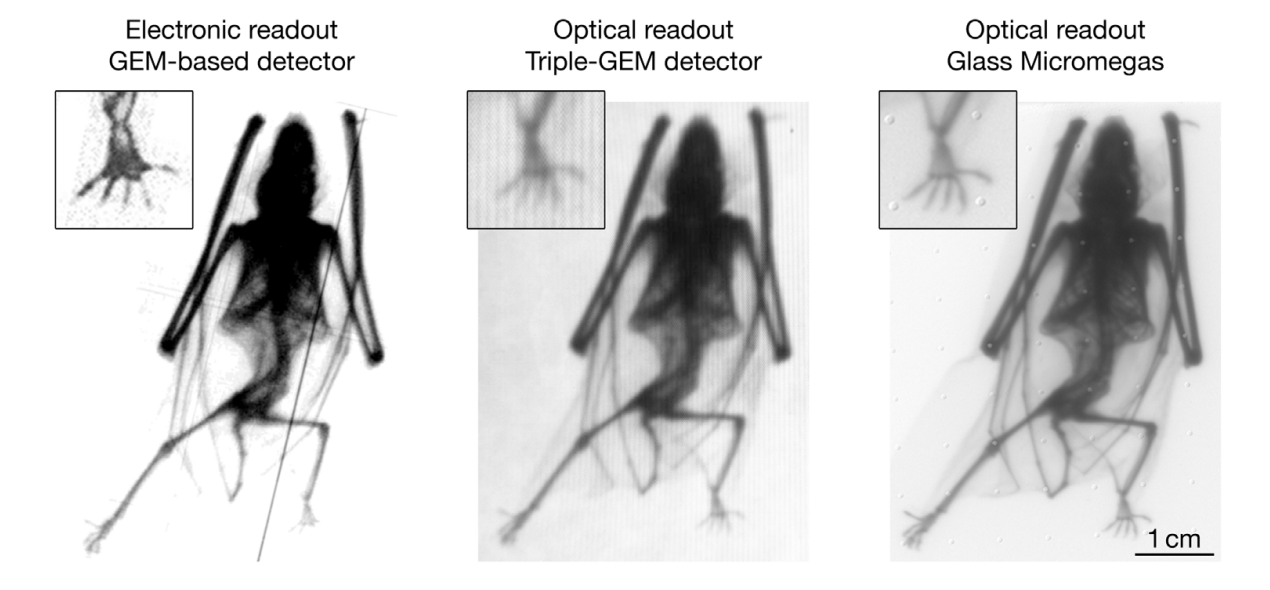 Electronic readout
GEM-based detector
Optical readout
Triple-GEM detector
Optical readout
Glass Micromegas
1 cm